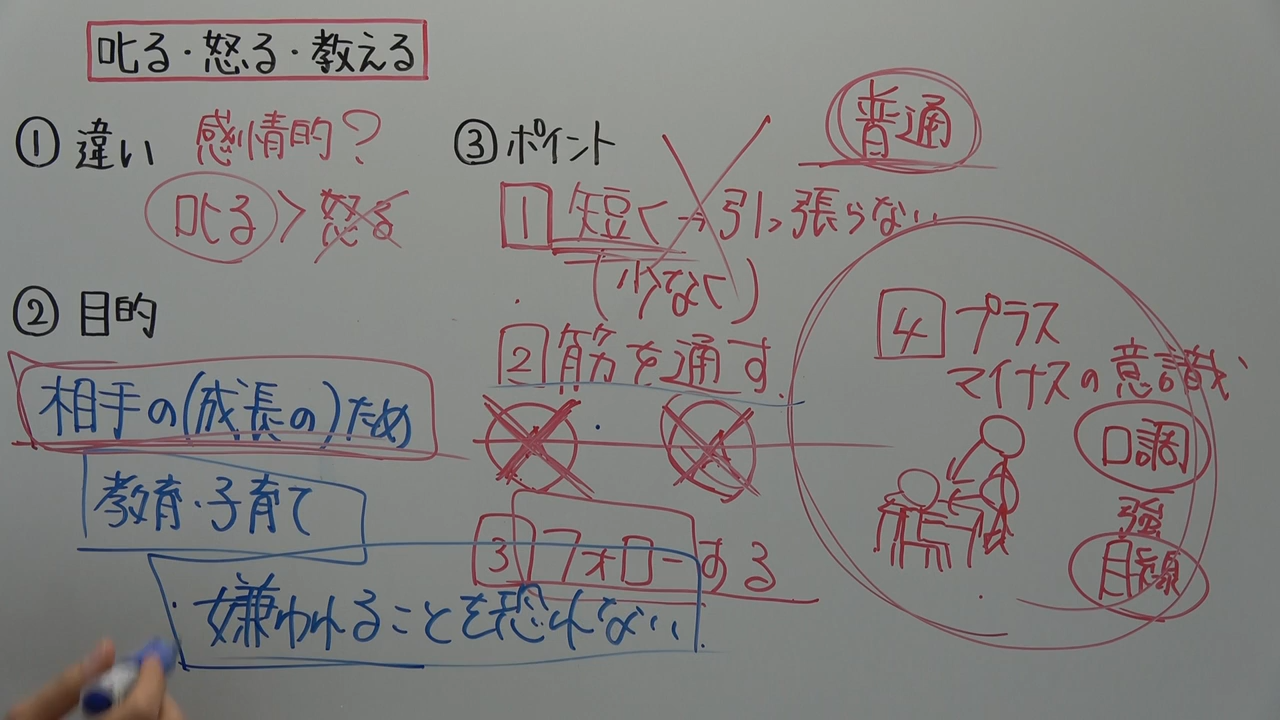 叱る・怒る・教える
① 違い 感情的?
叱る > 怒る
② 目的
相手の(成長の)ため
教育・子育て
嫌われることを恐れない
③ ポイント
普通
1 短く→引っ張らない
(少なく)
2 筋を通す
3 フォローする
4 プラス
マイナスの意識
口調
強
目線